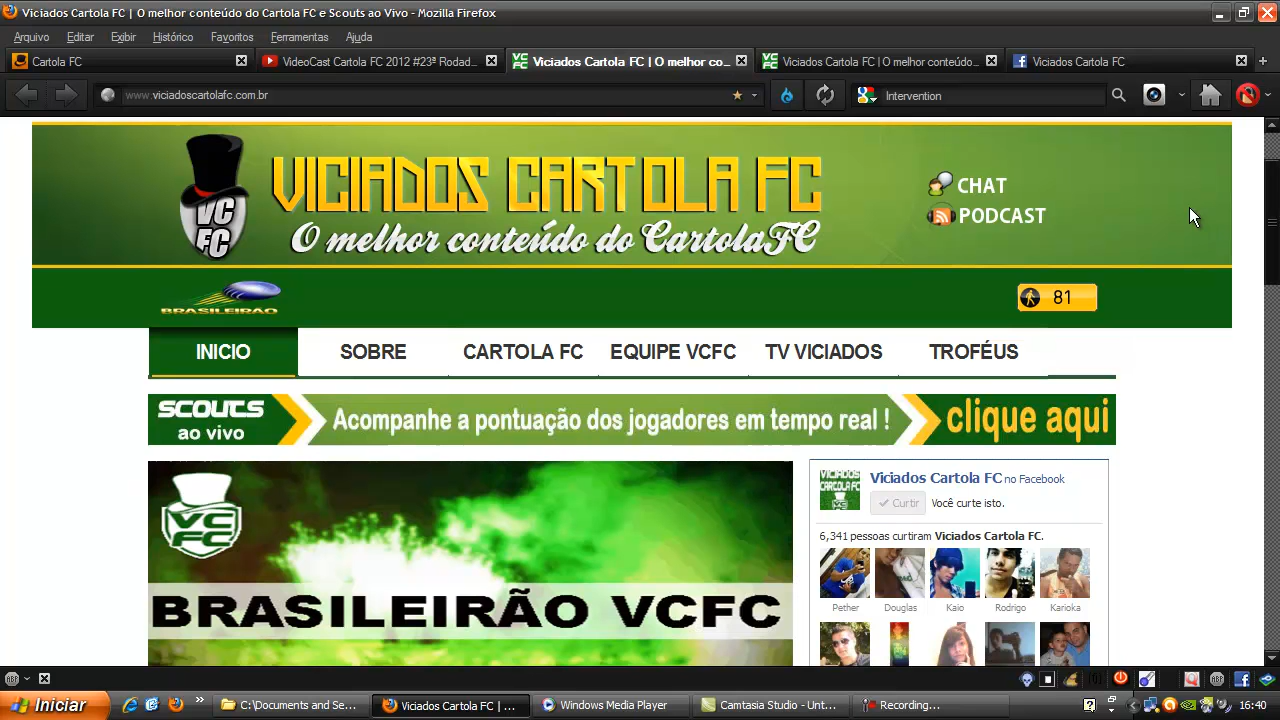 Viciados Cartola FC | O melhor conteúdo do Cartola FC e Scouts ao Vivo - Mozilla Firefox
Arquivo Editar Exibir Histórico Favoritos Ferramentas Ajuda
Cartola FC
VideoCast Cartola FC 2012 #23ª Rodad...
Viciados Cartola FC | O melhor co...
Viciados Cartola FC | O melhor conteúdo...
Viciados Cartola FC
www.viciadoscartolafc.com.br
Intervention
VC
FC
VICIADOS CARTOLA FC
O melhor conteúdo do CartolaFC
CHAT
PODCAST
BRASILEIRÃO
81
INICIO SOBRE CARTOLA FC EQUIPE VCFC TV VICIADOS TROFÉUS
SCOUTS
ao vivo
Acompanhe a pontuação dos jogadores em tempo real !
clique aqui
VC
FC
BRASILEIRÃO VCFC
VICIADOS
CARTOLA FC
Viciados Cartola FC no Facebook
Curtir Você curte isto.
6,341 pessoas curtiram Viciados Cartola FC.
Pether Douglas Kaio Rodrigo Karioka
Iniciar
C:\Documents and Se...
Viciados Cartola FC | ...
Windows Media Player
Camtasia Studio - Unt...
Recording...
16:40